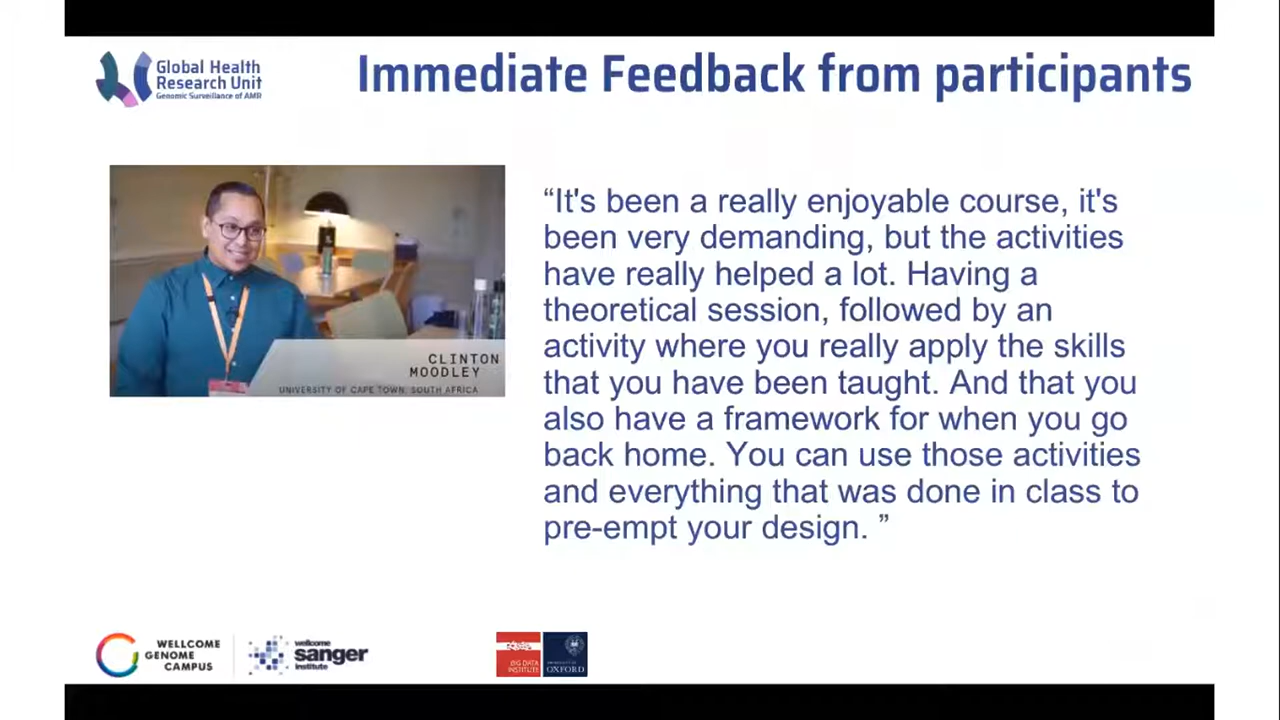 Global Health
Research Unit
Genomic Surveillance of AMR
Immediate Feedback from participants
CLINTON
MOODLEY
UNIVERSITY OF CAPE TOWN, SOUTH AFRICA
“It's been a really enjoyable course, it's
been very demanding, but the activities
have really helped a lot. Having a
theoretical session, followed by an
activity where you really apply the skills
that you have been taught. And that you
also have a framework for when you go
back home. You can use those activities
and everything that was done in class to
pre-empt your design. ”
WELLCOME
GENOME
CAMPUS
wellcome
sanger
institute
BIG DATA
INSTITUTE
UNIVERSITY OF
OXFORD